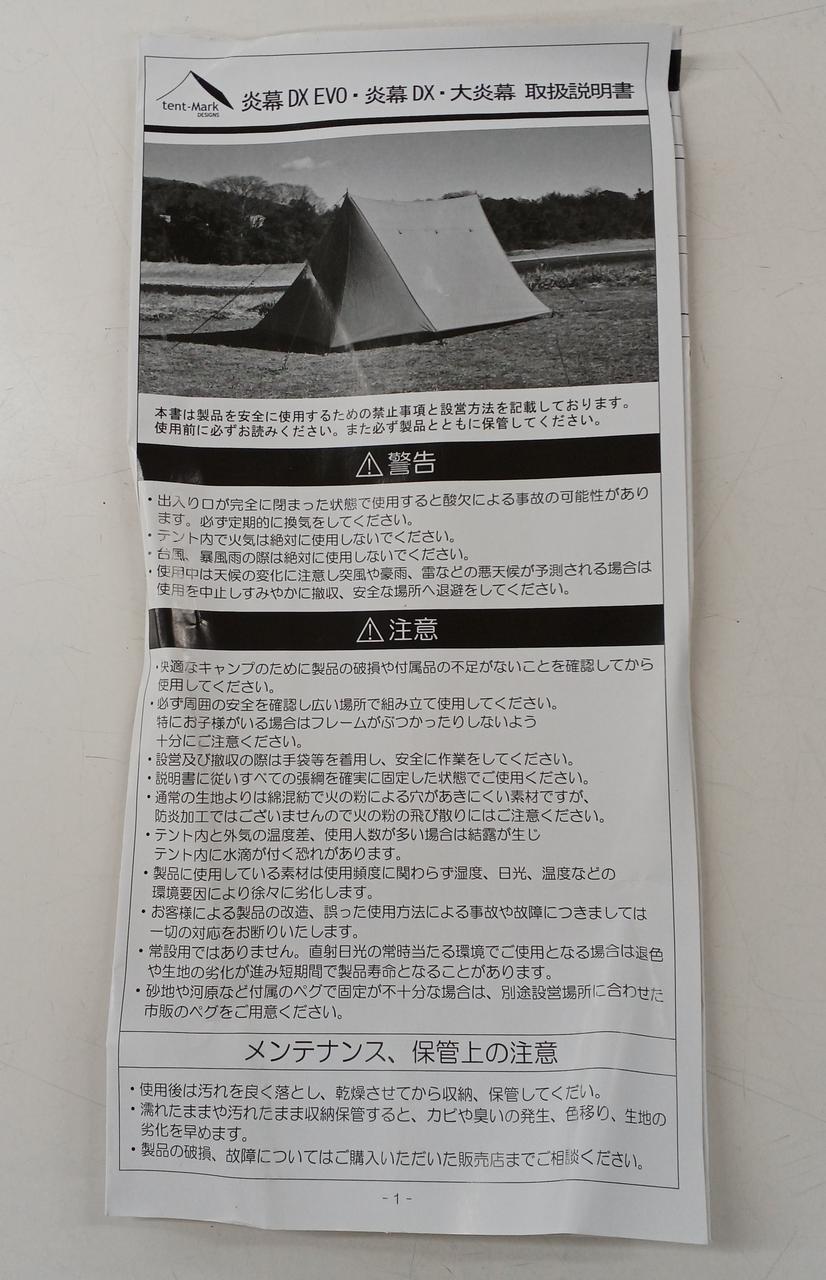 tent-Mark
DESIGNS
炎幕 DX EVO・炎幕 DX・大炎幕 取扱説明書
本書は製品を安全に使用するための禁止事項と設営方法を記載しております。
使用前に必ずお読みください。また必ず製品とともに保管してください。
⚠警告
・出入り口が完全に閉まった状態で使用すると酸欠による事故の可能性があり
ます。必ず定期的に換気をしてください。
・テント内で火気は絶対に使用しないでください。
・台風、暴風雨の際は絶対に使用しないでください。
・使用中は天候の変化に注意し突風や豪雨、雷などの悪天候が予測される場合は
使用を中止しすみやかに撤収、安全な場所へ退避をしてください。
⚠注意
・快適なキャンプのために製品の破損や付属品の不足がないことを確認してから
使用してください。
・必ず周囲の安全を確認し広い場所で組み立て使用してください。
特にお子様がいる場合はフレームがぶつかったりしないよう
十分にご注意ください。
・設営及び撤収の際は手袋等を着用し、安全に作業をしてください。
・説明書に従いすべての張綱を確実に固定した状態でご使用ください。
・通常の生地よりは綿混紡で火の粉による穴があきにくい素材ですが、
防炎加工ではございませんので火の粉の飛び散りにはご注意ください。
・テント内と外気の温度差、使用人数が多い場合は結露が生じ
テント内に水滴が付く恐れがあります。
・製品に使用している素材は使用頻度に関わらず湿度、日光、温度などの
環境要因により徐々に劣化します。
・お客様による製品の改造、誤った使用方法による事故や故障につきましては
一切の対応をお断りいたします。
・常設用ではありません。直射日光の常時当たる環境でご使用となる場合は退色
や生地の劣化が進み短期間で製品寿命となることがあります。
・砂地や河原など付属のペグで固定が不十分な場合は、別途設営場所に合わせた
市販のペグをご用意ください。
メンテナンス、保管上の注意
・使用後は汚れを良く落とし、乾燥させてから収納、保管してくだい。
・濡れたままや汚れたまま収納保管すると、カビや臭いの発生、色移り、生地の
劣化を早めます。
・製品の破損、故障についてはご購入いただいた販売店までご相談ください。
- 1 -